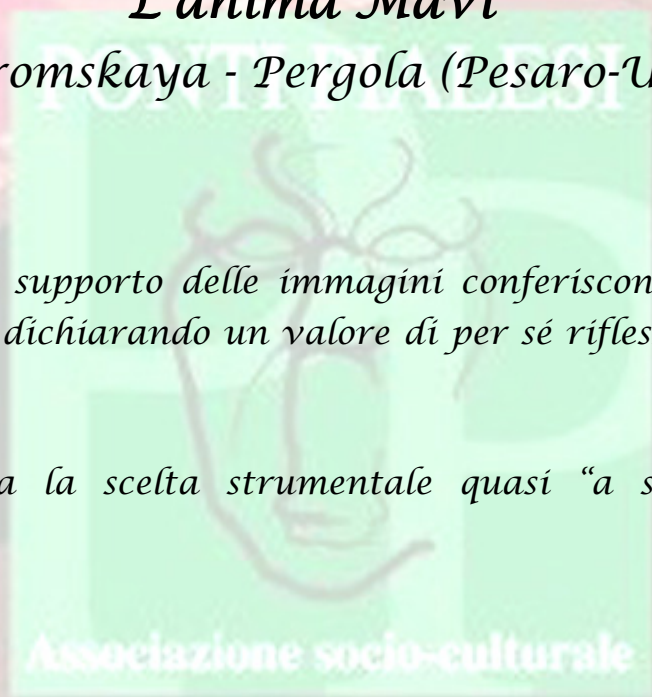 L'anima Mavì
romskaya - Pergola (Pesaro-U
PONTI PIALESI
supporto delle immagini conferiscon
dichiarando un valore di per sé rifles
a la scelta strumentale quasi “a s
Associazione socio-culturale